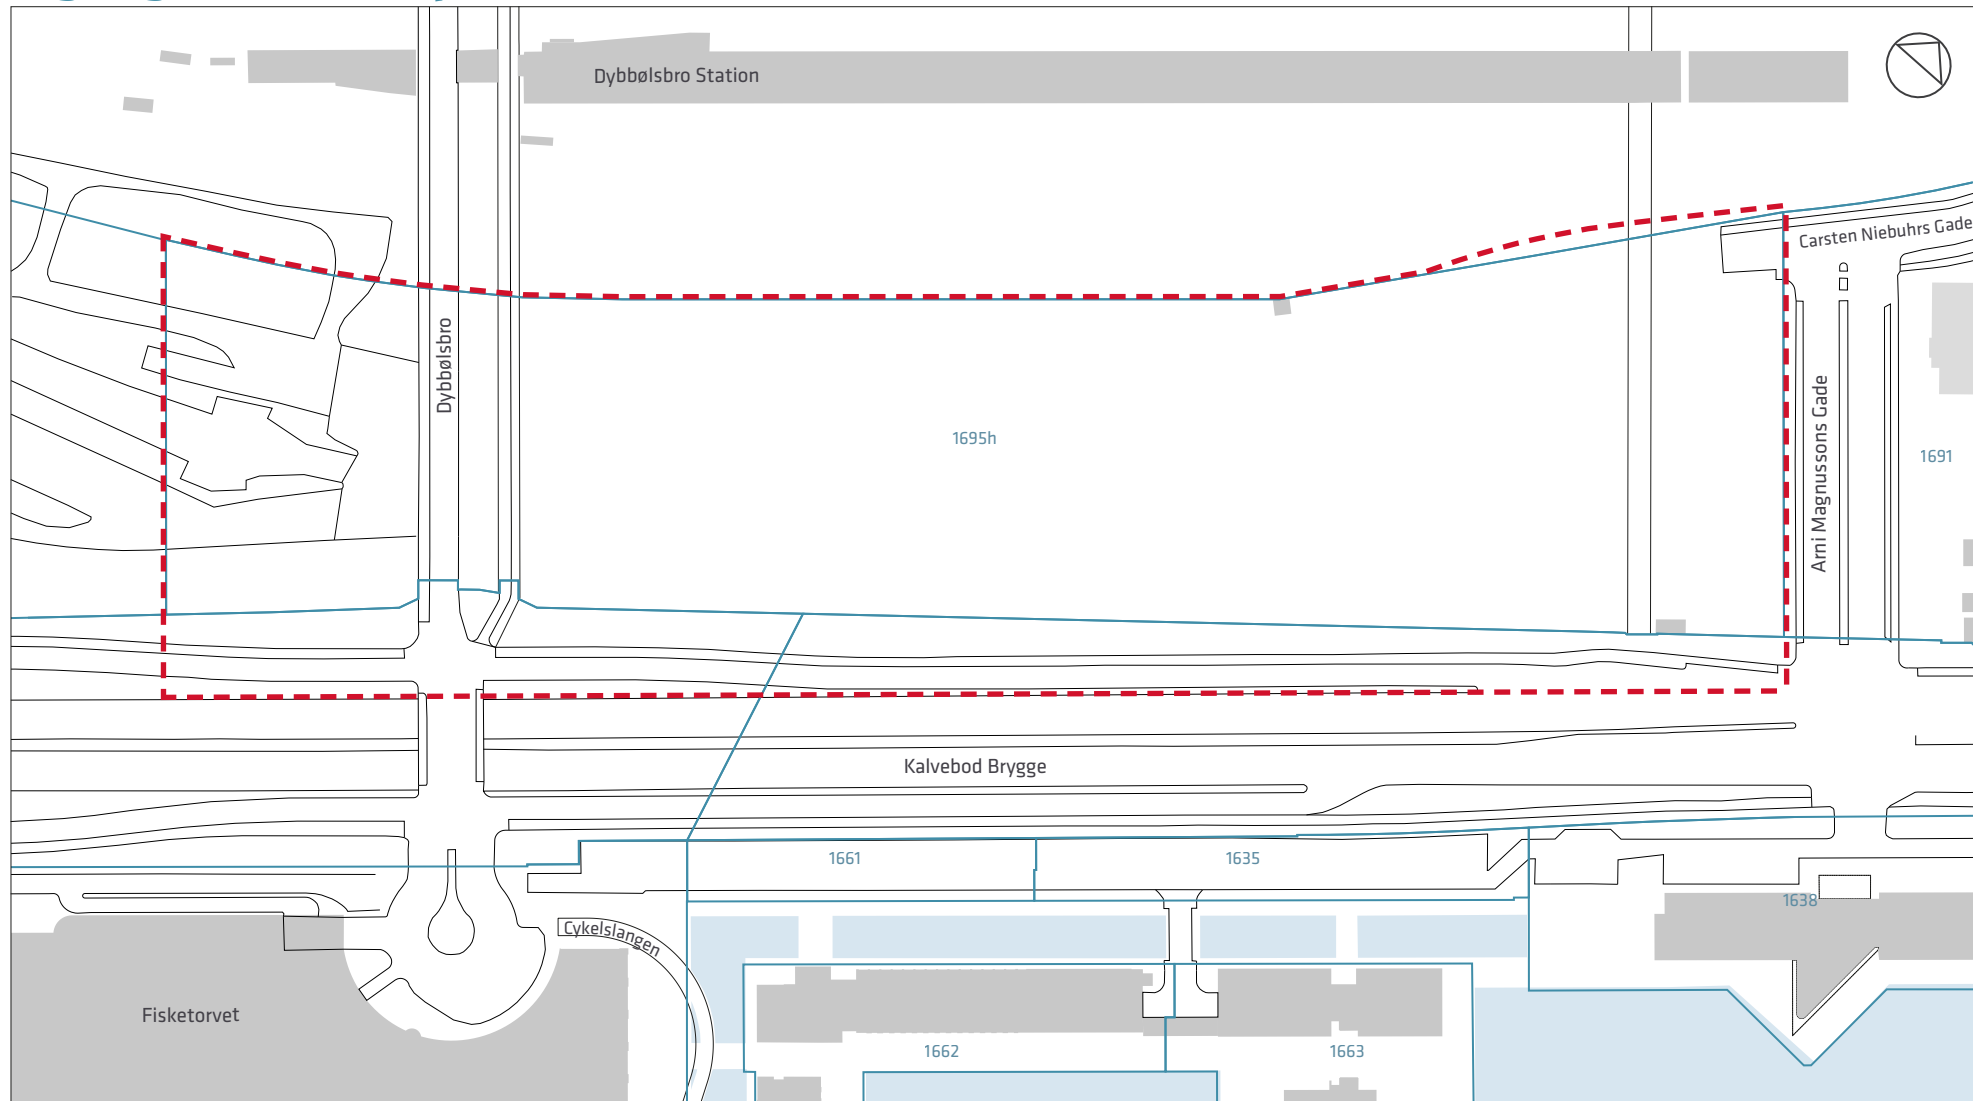 Dybbølsbro Station
Carsten Niebuhrs Gade
Dybbølsbro
Arni Magnussons Gade
1695h
1691
Kalvebod Brygge
1661
1635
1638
Cykelslangen
Fisketorvet
1662
1663